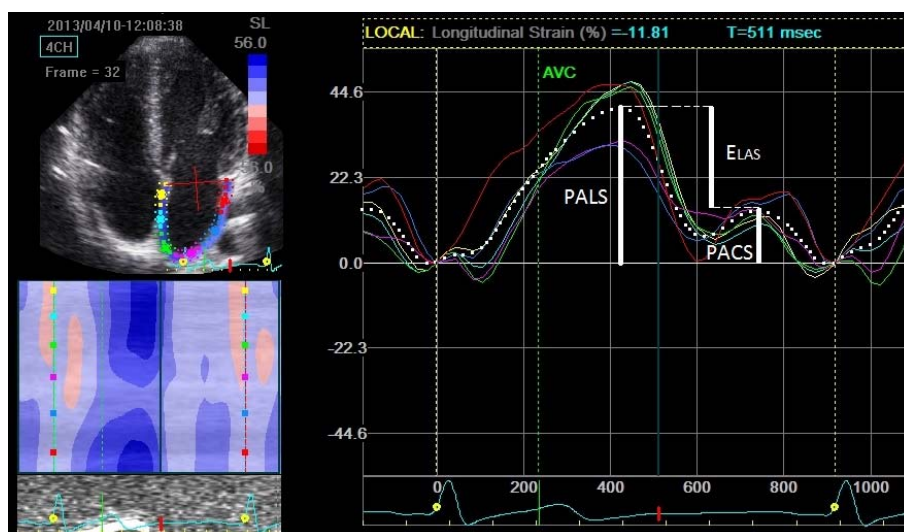 2013/04/10-12:08:38
SL
4CH
56.0
Frame = 32
LOCAL: Longitudinal Strain (%) =-11.81 T=511 msec
AVC
44.6
22.3
0.0
-22.3
-44.6
PALS
ELAS
PACS
0 200 400 600 800 1000